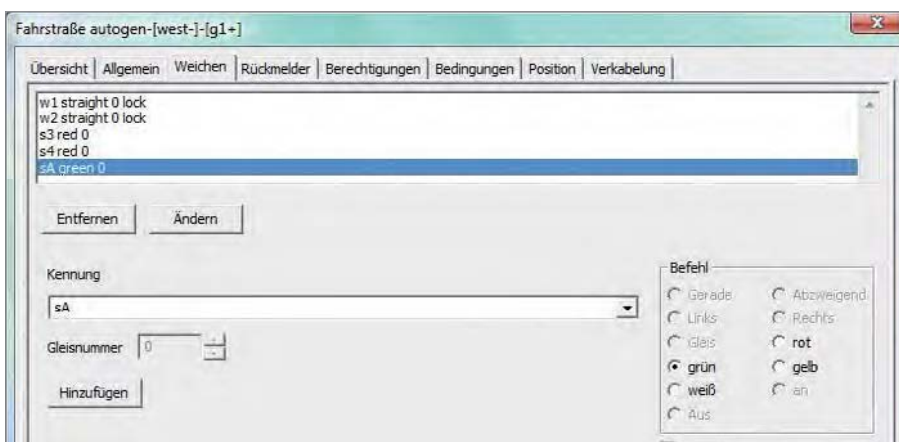 Fahrstraße autogen-[west-]-[g1+]
Übersicht Allgemein Weichen Rückmelder Berechtigungen Bedingungen Position Verkabelung
w1 straight 0 lock
w2 straight 0 lock
s3 red 0
s4 red 0
sA green 0
Entfernen Ändern
Kennung
sA
Gleisnummer 0
Hinzufügen
Befehl
Gerade Abzweigend
Links Rechts
Gleis rot
grün gelb
weiß an
Aus